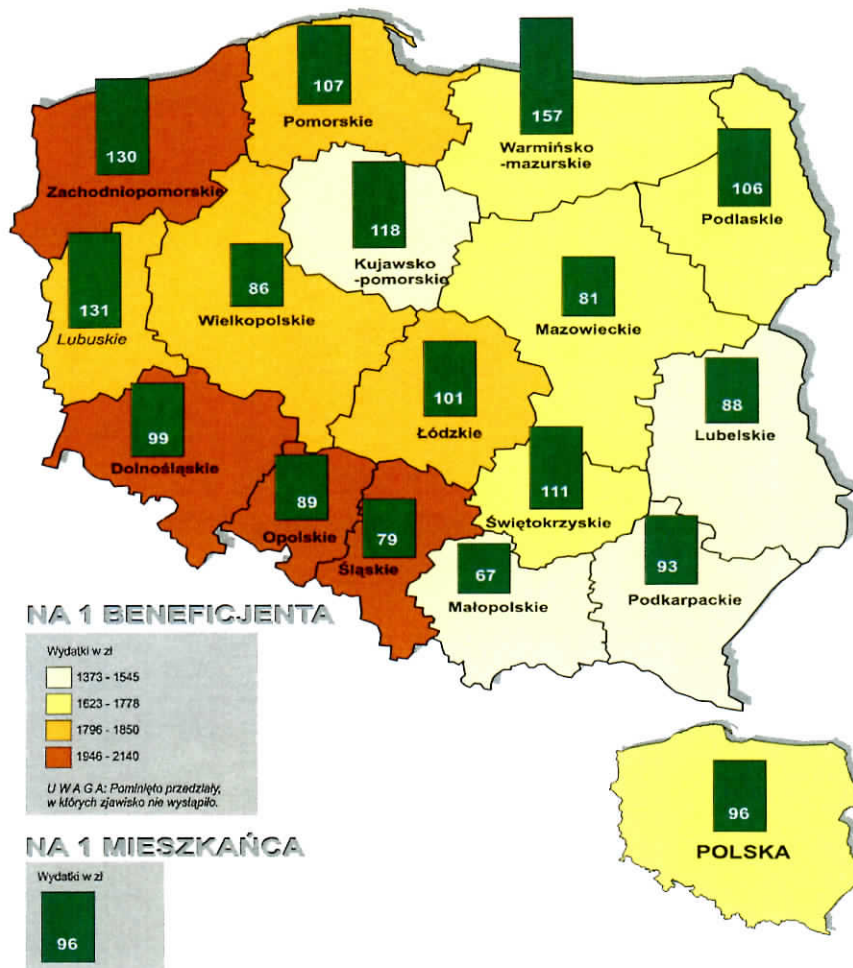 107
Pomorskie
157
Warmińsko
-mazurskie
130
Zachodniopomorskie
106
Podlaskie
118
Kujawsko
-pomorskie
131
Lubuskie
86
Wielkopolskie
81
Mazowieckie
101
Łódzkie
88
Lubelskie
99
Dolnośląskie
89
Opolskie
79
Śląskie
111
Świętokrzyskie
67
Małopolskie
93
Podkarpackie
NA 1 BENEFICJENTA
Wydatki w zł
1373 - 1545
1623 - 1778
1796 - 1850
1946 - 2140
U W A G A: Pominięto przedziały,
w których zjawisko nie wystąpiło.
96
POLSKA
NA 1 MIESZKAŃCA
Wydatki w zł
96